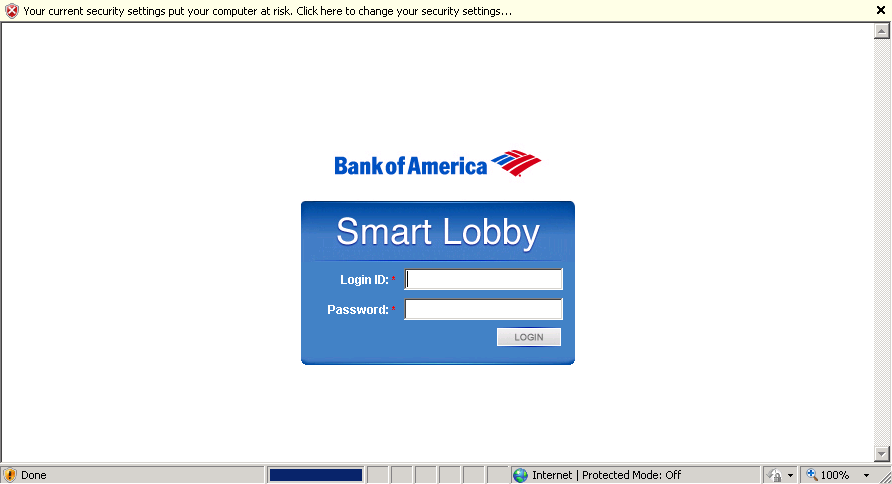 Your current security settings put your computer at risk. Click here to change your security settings...
Bank of America
Smart Lobby
Login ID: *
Password: *
LOGIN
Done
Internet | Protected Mode: Off
100%